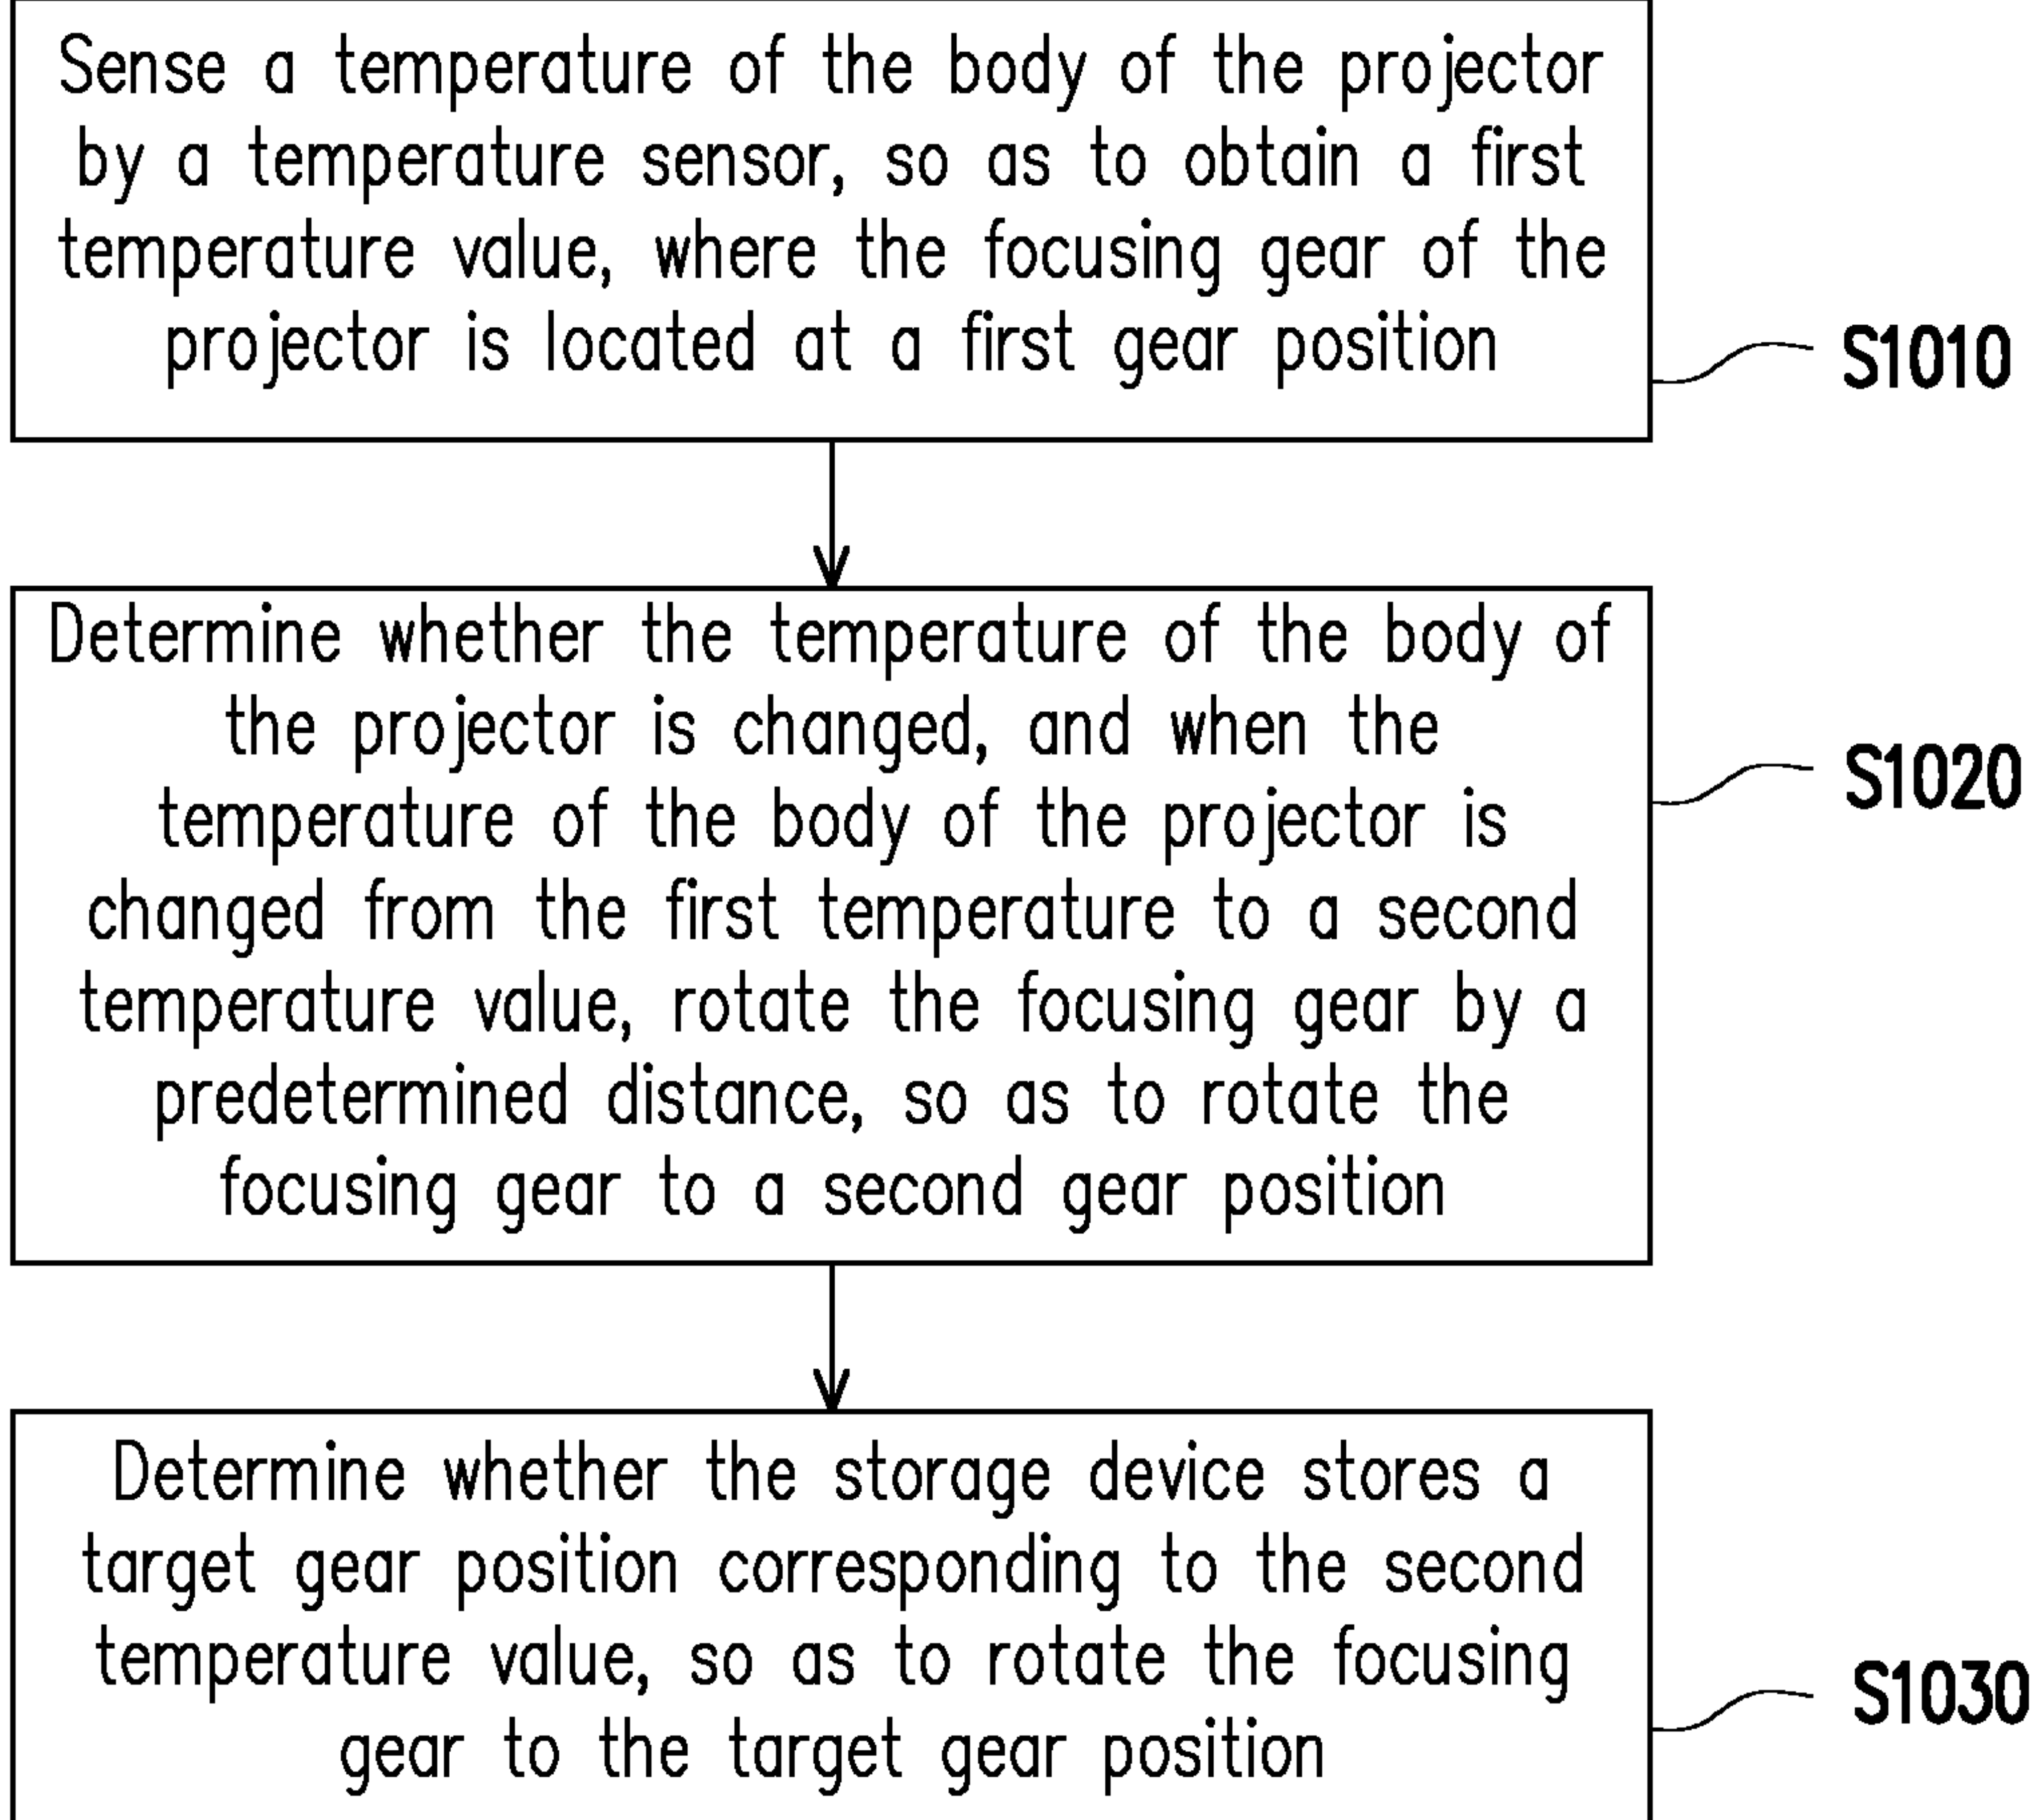 Sense a temperature of the body of the projector
by a temperature sensor, so as to obtain a first
temperature value, where the focusing gear of the
projector is located at a first gear position
S1010
Determine whether the temperature of the body of
the projector is changed, and when the
temperature of the body of the projector is
changed from the first temperature to a second
temperature value, rotate the focusing gear by a
predetermined distance, so as to rotate the
focusing gear to a second gear position
S1020
Determine whether the storage device stores a
target gear position corresponding to the second
temperature value, so as to rotate the focusing
gear to the target gear position
S1030